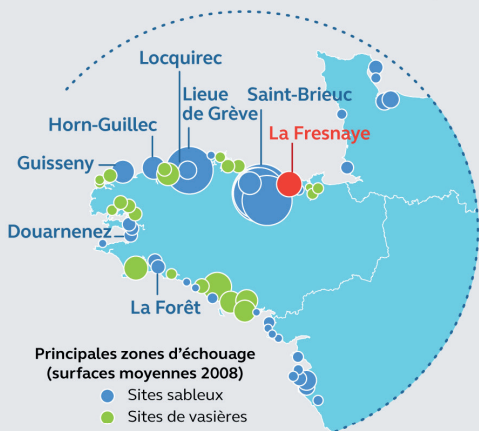 Locquirec
Lieue
de Grève
Saint-Brieuc
Horn-Guillec
La Fresnaye
Guisseny
Douarnenez
La Forêt
Principales zones d'échouage
(surfaces moyennes 2008)
Sites sableux
Sites de vasières